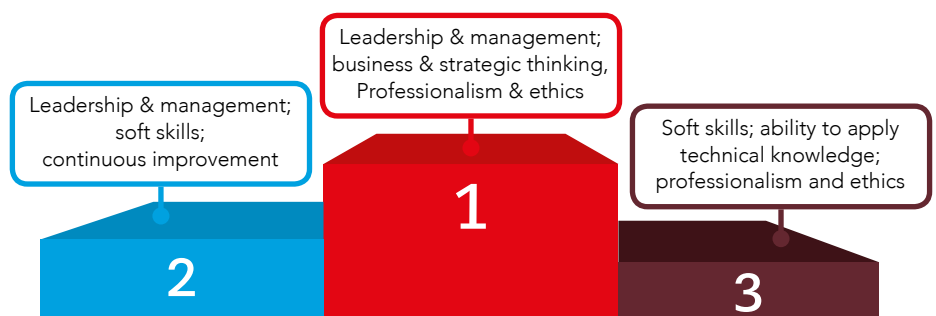 Leadership & management;
soft skills;
continuous improvement
2
Leadership & management;
business & strategic thinking,
Professionalism & ethics
1
Soft skills; ability to apply
technical knowledge;
professionalism and ethics
3